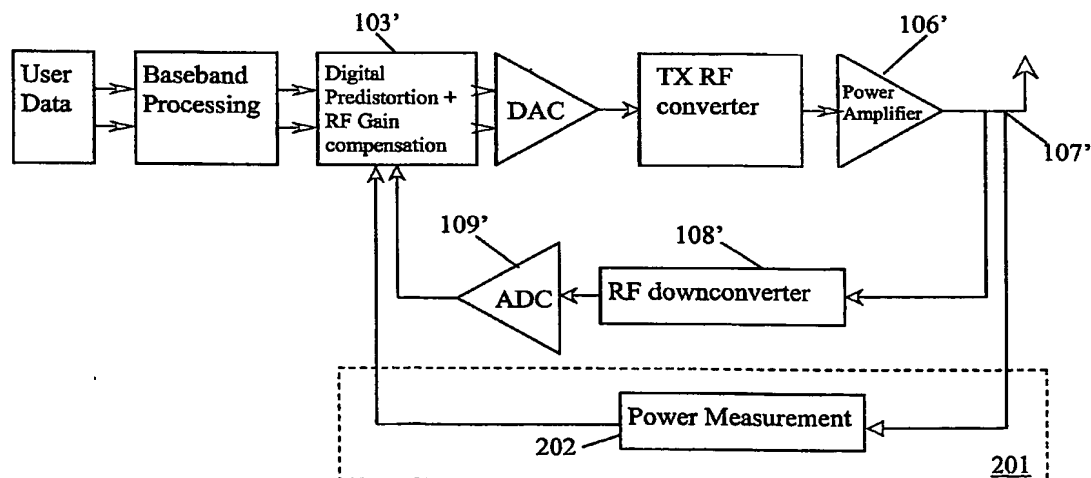 103'
106'
User
Data
Baseband
Processing
Digital
Predistortion +
RF Gain
compensation
DAC
TX RF
converter
Power
Amplifier
107'
109'
108'
ADC
RF downconverter
Power Measurement
202
201